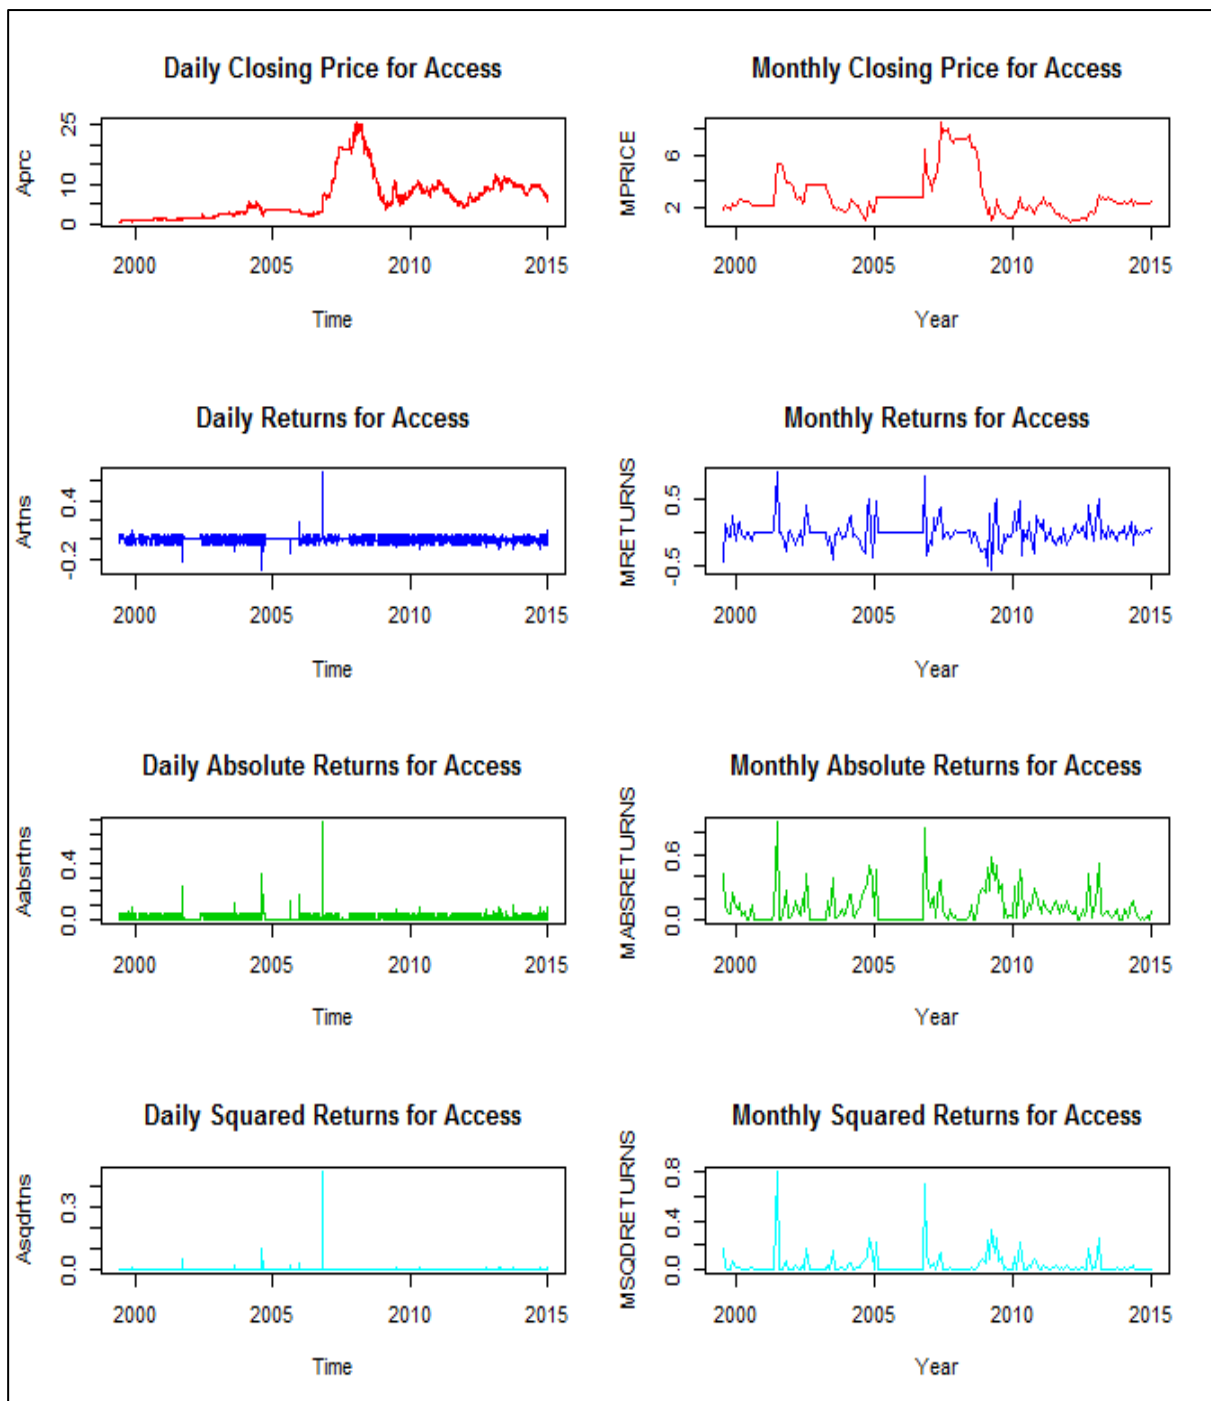 Daily Closing Price for Access
Aprc
25
10
0
2000 2005 2010 2015
Time
Monthly Closing Price for Access
MPRICE
6
2
2000 2005 2010 2015
Year
Daily Returns for Access
Artns
0.4
-0.2
2000 2005 2010 2015
Time
Monthly Returns for Access
MRETURNS
0.5
-0.5
2000 2005 2010 2015
Year
Daily Absolute Returns for Access
Aabsrtns
0.4
0.0
2000 2005 2010 2015
Time
Monthly Absolute Returns for Access
MABSRETURNS
0.6
0.0
2000 2005 2010 2015
Year
Daily Squared Returns for Access
Asqdrtns
0.3
0.0
2000 2005 2010 2015
Time
Monthly Squared Returns for Access
MSQDRETURNS
0.8
0.4
0.0
2000 2005 2010 2015
Year